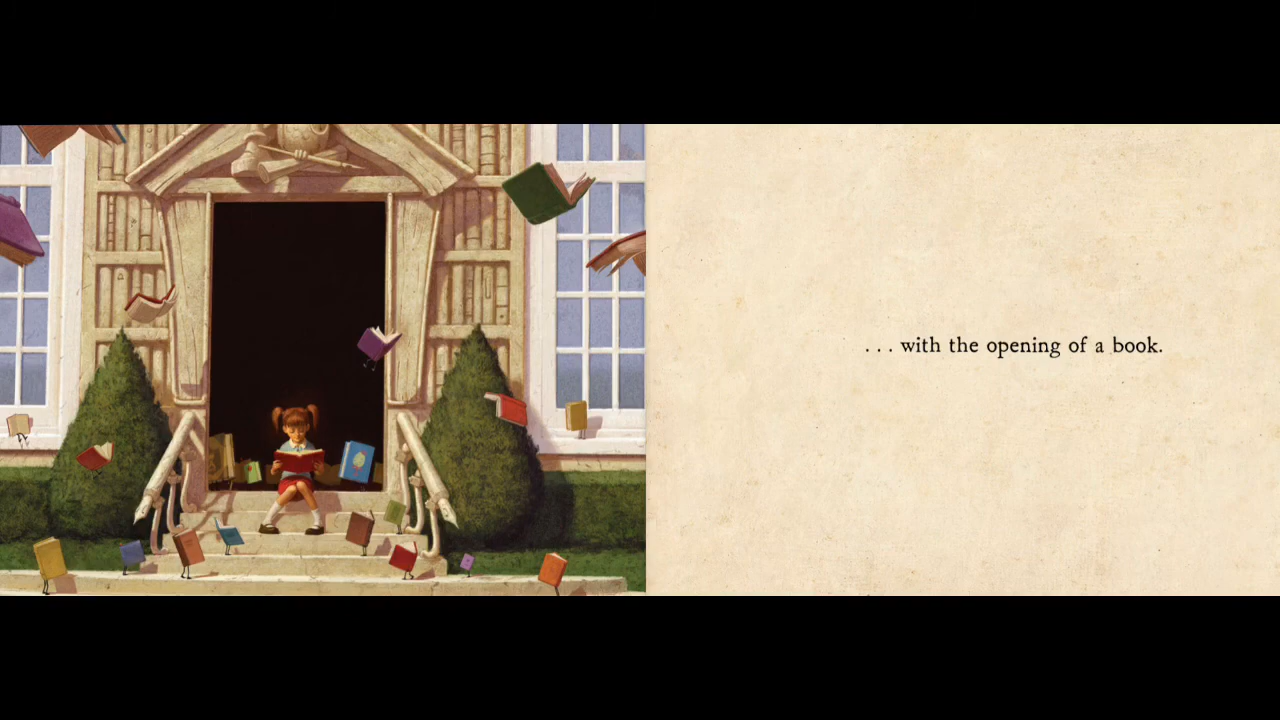 . . . with the opening of a book.